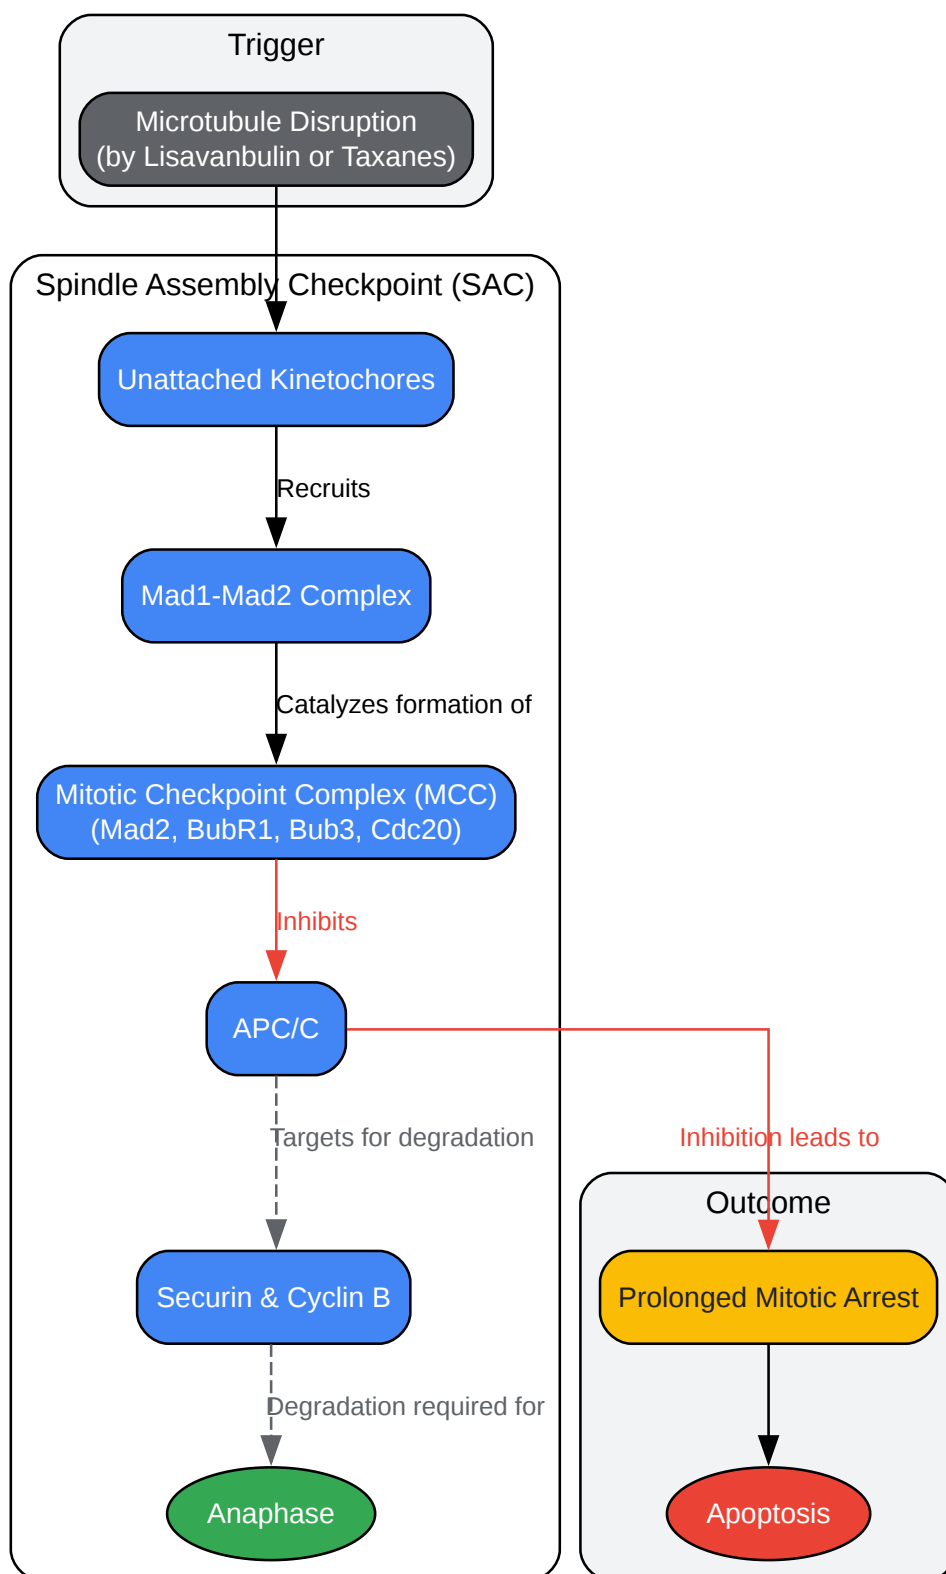 Trigger
Microtubule Disruption
(by Lisavanbulin or Taxanes)
Spindle Assembly Checkpoint (SAC)
Unattached Kinetochores
Recruits
Mad1-Mad2 Complex
Catalyzes formation of
Mitotic Checkpoint Complex (MCC)
(Mad2, BubR1, Bub3, Cdc20)
Inhibits
APC/C
Targets for degradation
Inhibition leads to
Outcome
Securin & Cyclin B
Prolonged Mitotic Arrest
Degradation required for
Anaphase
Apoptosis